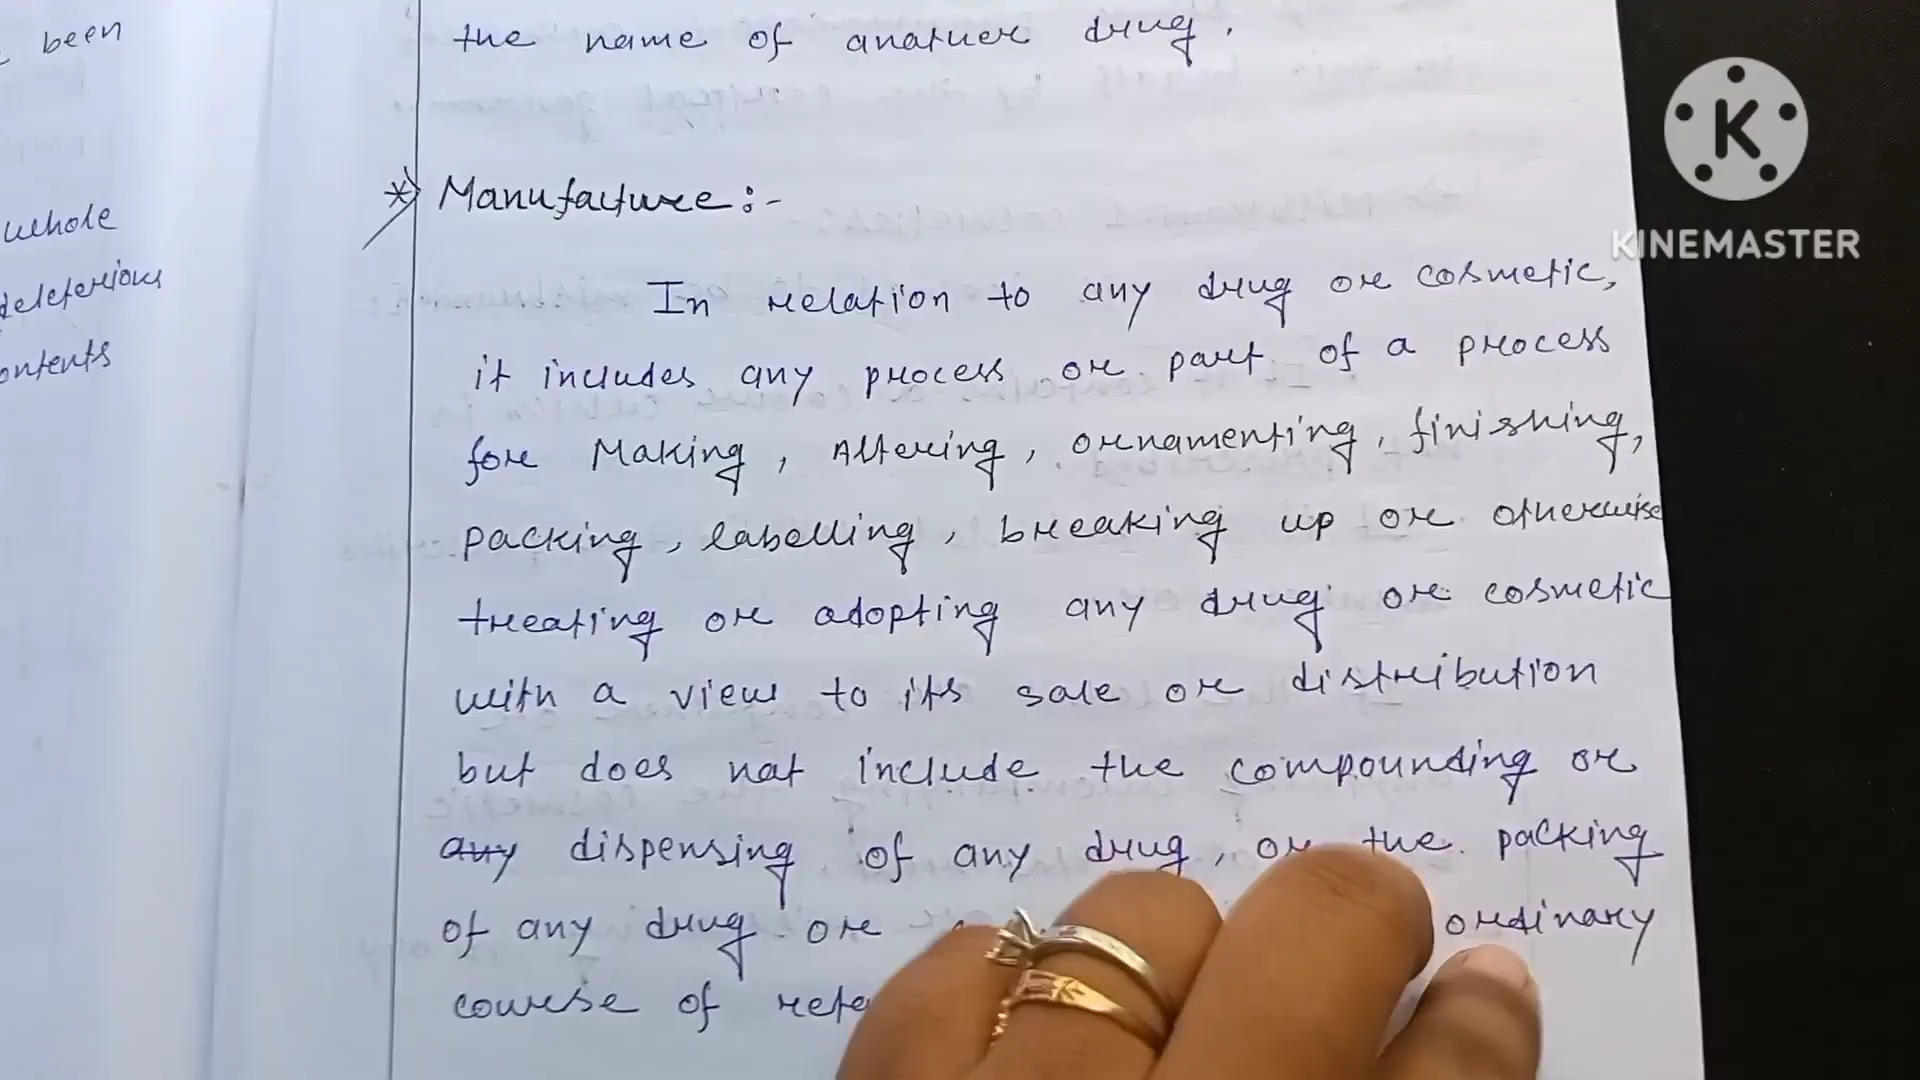 been
whole
deleterious
ontents
the name of another drug.
* Manufacture :-
In relation to any drug or cosmetic,
it includes any process or part of a process
for Making, Altering, ornamenting, finishing,
packing, labelling, breaking up or otherwise
treating or adopting any drug or cosmetic
with a view to its sale or distribution
but does not include the compounding or
any dispensing of any drug, or the packing
of any drug or ordinary
course of
K
KINEMASTER